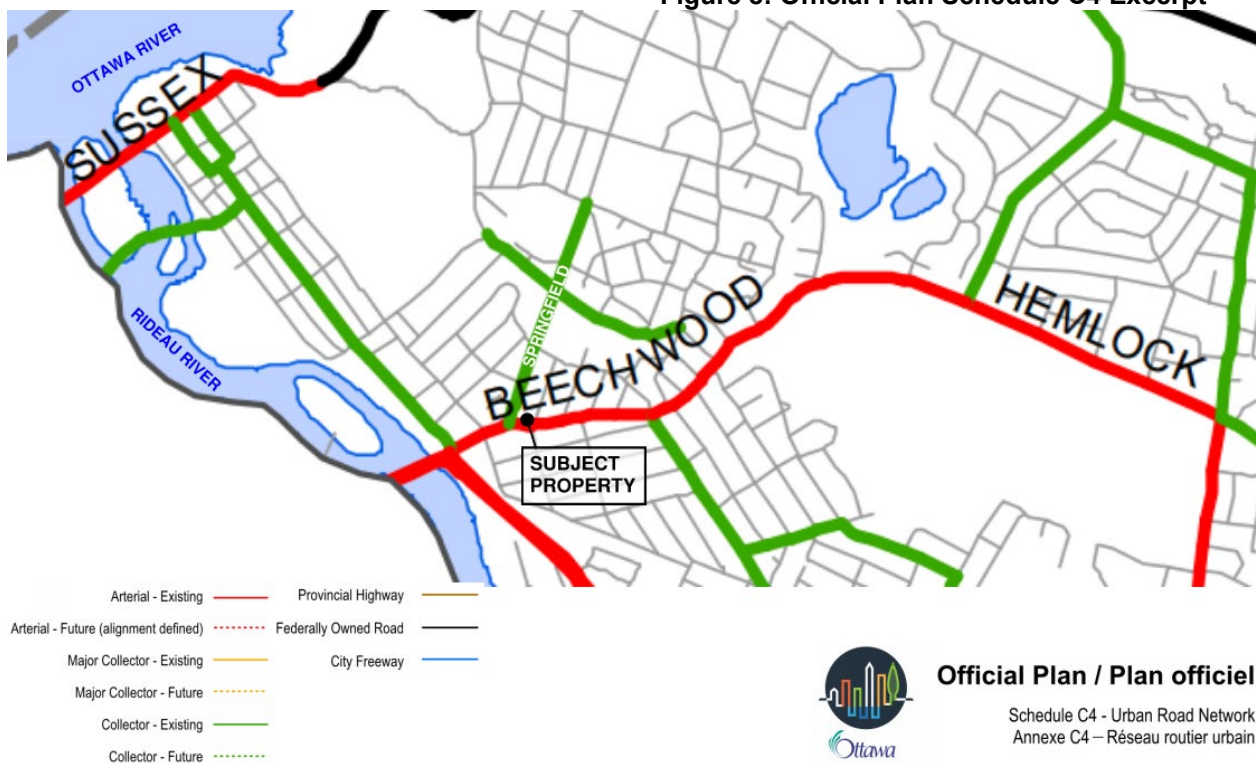 Figure 3: Official Plan Schedule C4 Excerpt
OTTAWA RIVER
SUSSEX
RIDEAU RIVER
SPRINGFIELD
BEECHWOOD
HEMLOCK
SUBJECT
PROPERTY
Arterial - Existing
Arterial - Future (alignment defined)
Major Collector - Existing
Major Collector - Future
Collector - Existing
Collector - Future
Provincial Highway
Federally Owned Road
City Freeway
Ottawa
Official Plan / Plan officiel
Schedule C4 - Urban Road Network
Annexe C4 – Réseau routier urbain